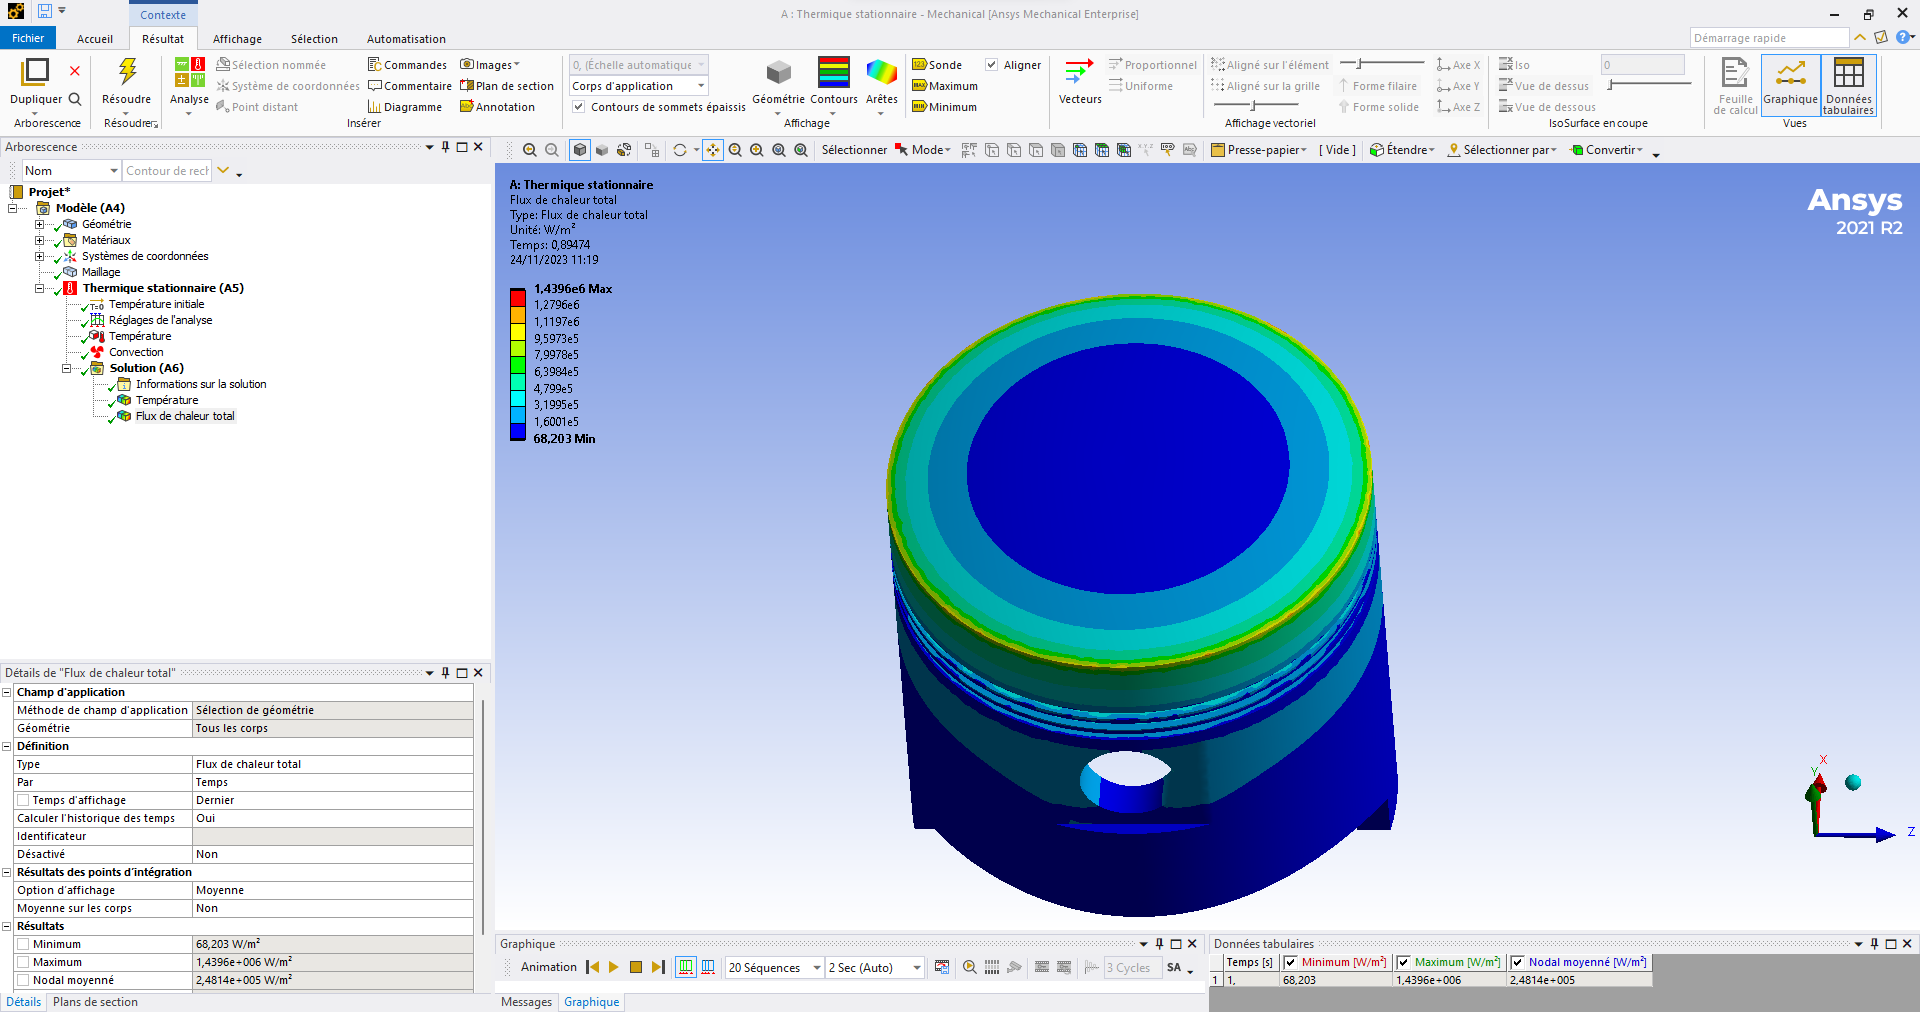 Contexte
A : Thermique stationnaire - Mechanical [Ansys Mechanical Enterprise]
Fichier
Accueil
Résultat
Affichage
Sélection
Automatisation
Démarrage rapide
Dupliquer
Arborescence
Résoudre
Résoudre
Analyse
Sélection nommée
Système de coordonnées
Point distant
Commandes
Commentaire
Diagramme
Images
Plan de section
Annotation
Insérer
0, (Échelle automatique
Corps d'application
Contours de sommets épaissis
Géométrie
Contours
Arêtes
Affichage
Sonde
Maximum
Minimum
Aligner
Vecteurs
Proportionnel
Uniforme
Aligné sur l'élément
Aligné sur la grille
Forme filaire
Forme solide
Axe X
Axe Y
Axe Z
Affichage vectoriel
Iso
Vue de dessus
Vue de dessous
0
IsoSurface en coupe
Feuille de calcul
Graphique
Données tabulaires
Vues
Arborescence
Nom
Contour de rech
Sélectionner
Mode
Presse-papier
[ Vide ]
Étendre
Sélectionner par
Convertir
Projet*
Modèle (A4)
Géométrie
Matériaux
Systèmes de coordonnées
Maillage
Thermique stationnaire (A5)
Température initiale
Réglages de l'analyse
Température
Convection
Solution (A6)
Informations sur la solution
Température
Flux de chaleur total
A: Thermique stationnaire
Flux de chaleur total
Type: Flux de chaleur total
Unité: W/m²
Temps: 0,89474
24/11/2023 11:19
1,4396e6 Max
1,2796e6
1,1197e6
9,5973e5
7,9978e5
6,3984e5
4,799e5
3,1995e5
1,6001e5
68,203 Min
Ansys
2021 R2
X
Y
Z
Détails de "Flux de chaleur total"
Champ d'application
Méthode de champ d'application Sélection de géométrie
Géométrie Tous les corps
Définition
Type Flux de chaleur total
Par Temps
Temps d'affichage Dernier
Calculer l'historique des temps Oui
Identificateur
Désactivé Non
Résultats des points d'intégration
Option d'affichage Moyenne
Moyenne sur les corps Non
Résultats
Minimum 68,203 W/m²
Maximum 1,4396e+006 W/m²
Nodal moyenné 2,4814e+005 W/m²
Détails
Plans de section
Graphique
Animation
20 Séquences
2 Sec (Auto)
3 Cycles
SA
Messages
Graphique
Données tabulaires
Temps [s] Minimum [W/m²] Maximum [W/m²] Nodal moyenné [W/m²]
1 1, 68,203 1,4396e+006 2,4814e+005